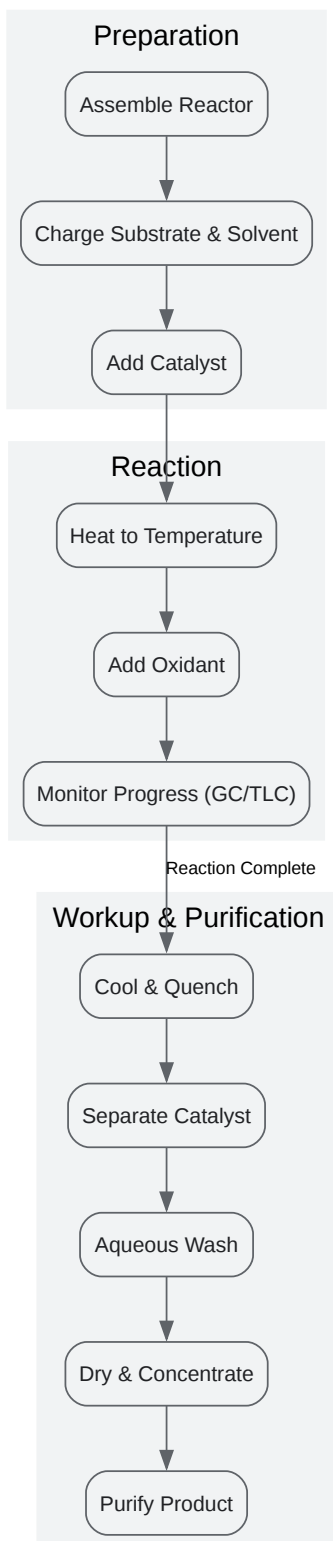 Preparation
Assemble Reactor
Charge Substrate & Solvent
Add Catalyst
Reaction
Heat to Temperature
Add Oxidant
Monitor Progress (GC/TLC)
Reaction Complete
Workup & Purification
Cool & Quench
Separate Catalyst
Aqueous Wash
Dry & Concentrate
Purify Product